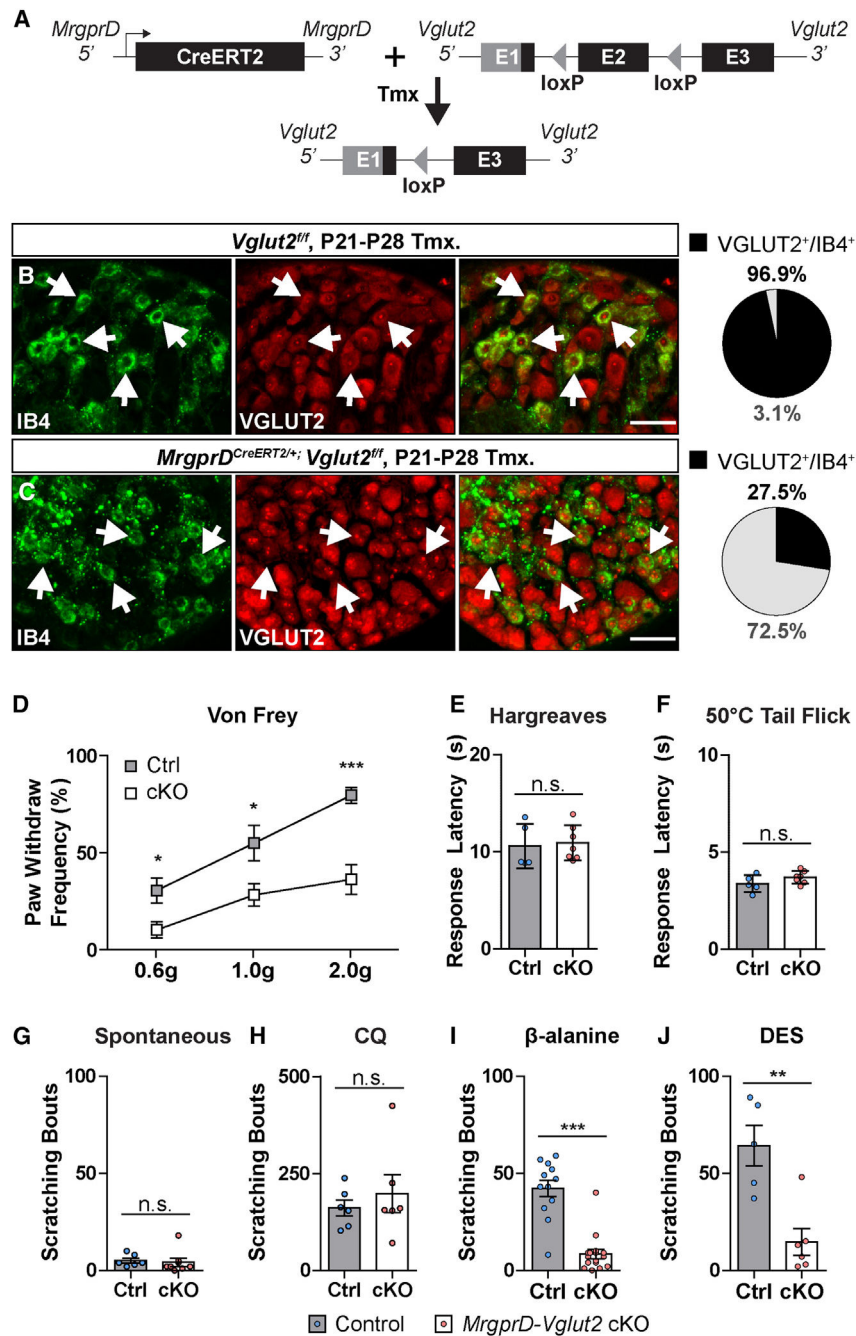 A
MrgprD MrgprD Vglut2 Vglut2
5’ CreERT2 3’ + 5’ E1 E2 E3 3’
loxP loxP
Tmx
Vglut2 Vglut2
5’ E1 E3 3’
loxP
Vglut2f/f, P21-P28 Tmx.
VGLUT2+/IB4+
B
96.9%
IB4 VGLUT2
3.1%
MrgprDCreERT2/+; Vglut2f/f, P21-P28 Tmx.
VGLUT2+/IB4+
C
27.5%
IB4 VGLUT2
72.5%
D Von Frey
Paw Withdraw
Frequency (%)
100
50
0
Ctrl
cKO
* * ***
0.6g 1.0g 2.0g
E Hargreaves
Response Latency (s)
20
10
0
n.s.
Ctrl cKO
F 50°C Tail Flick
Response Latency (s)
10
5
0
n.s.
Ctrl cKO
G Spontaneous
Scratching Bouts
100
50
0
n.s.
Ctrl cKO
H CQ
Scratching Bouts
500
250
0
n.s.
Ctrl cKO
I β-alanine
Scratching Bouts
100
50
0
***
Ctrl cKO
J DES
Scratching Bouts
100
50
0
**
Ctrl cKO
Control MrgprD-Vglut2 cKO